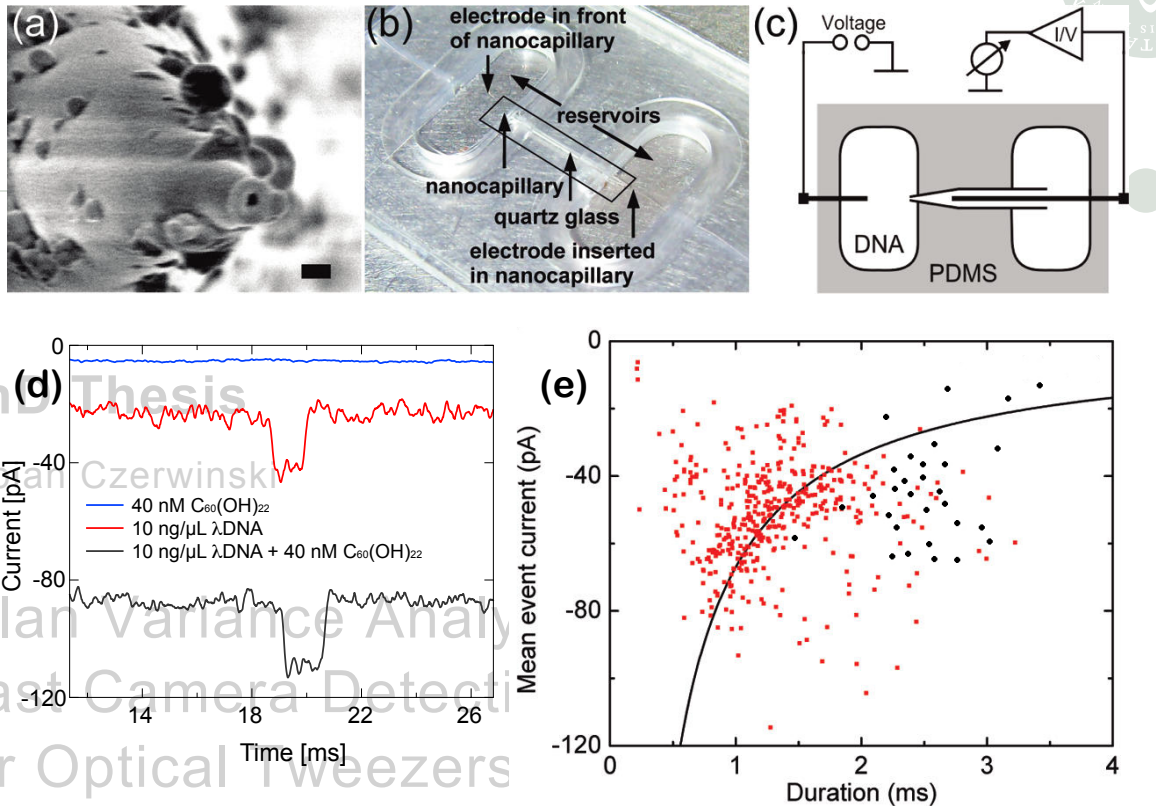 (a)
(b)
electrode in front
of nanocapillary
reservoirs
nanocapillary
quartz glass
electrode inserted
in nanocapillary
(c)
Voltage
I/V
DNA
PDMS
(d)
0
-40
-80
-120
Current [pA]
40 nM C₆₀(OH)₂₂
10 ng/µL λDNA
10 ng/µL λDNA + 40 nM C₆₀(OH)₂₂
14
18
22
26
Time [ms]
(e)
0
-40
-80
-120
Mean event current (pA)
0
1
2
3
4
Duration (ms)
Thesis
Czerwinski
Variance
Camera
Optical Tweezers